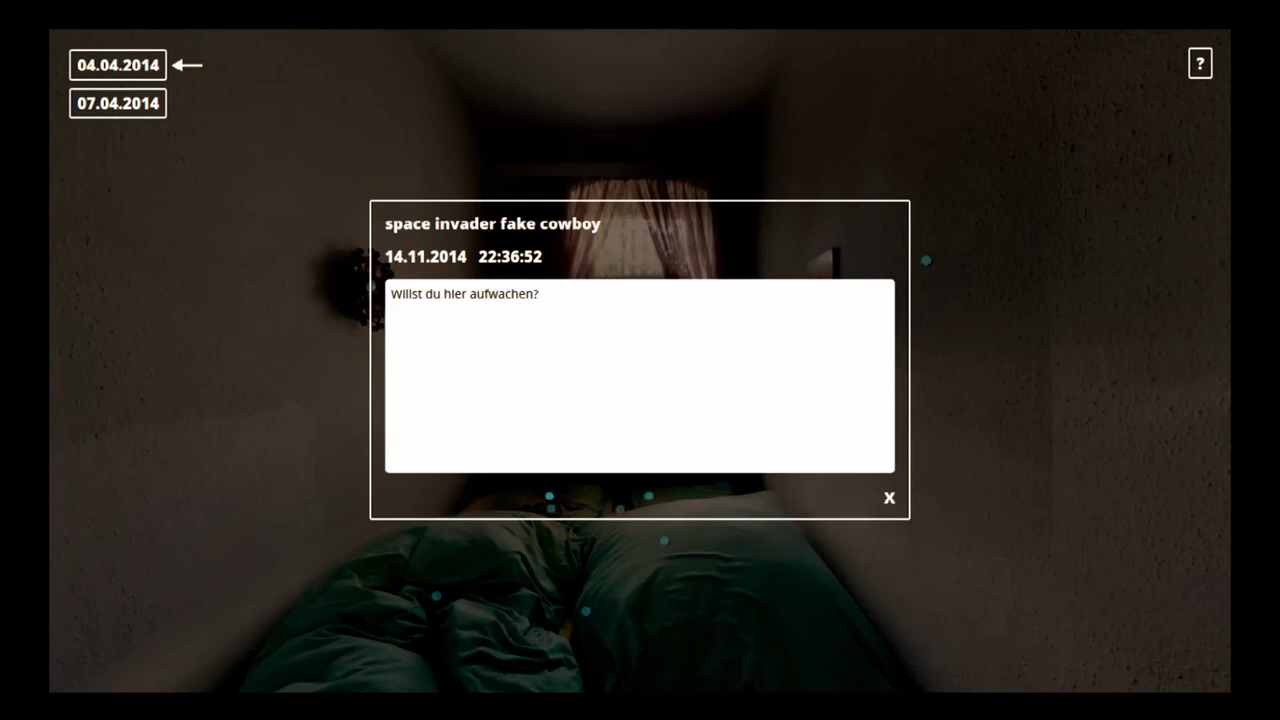 04.04.2014
07.04.2014
?
space invader fake cowboy
14.11.2014 22:36:52
Willst du hier aufwachen?
X